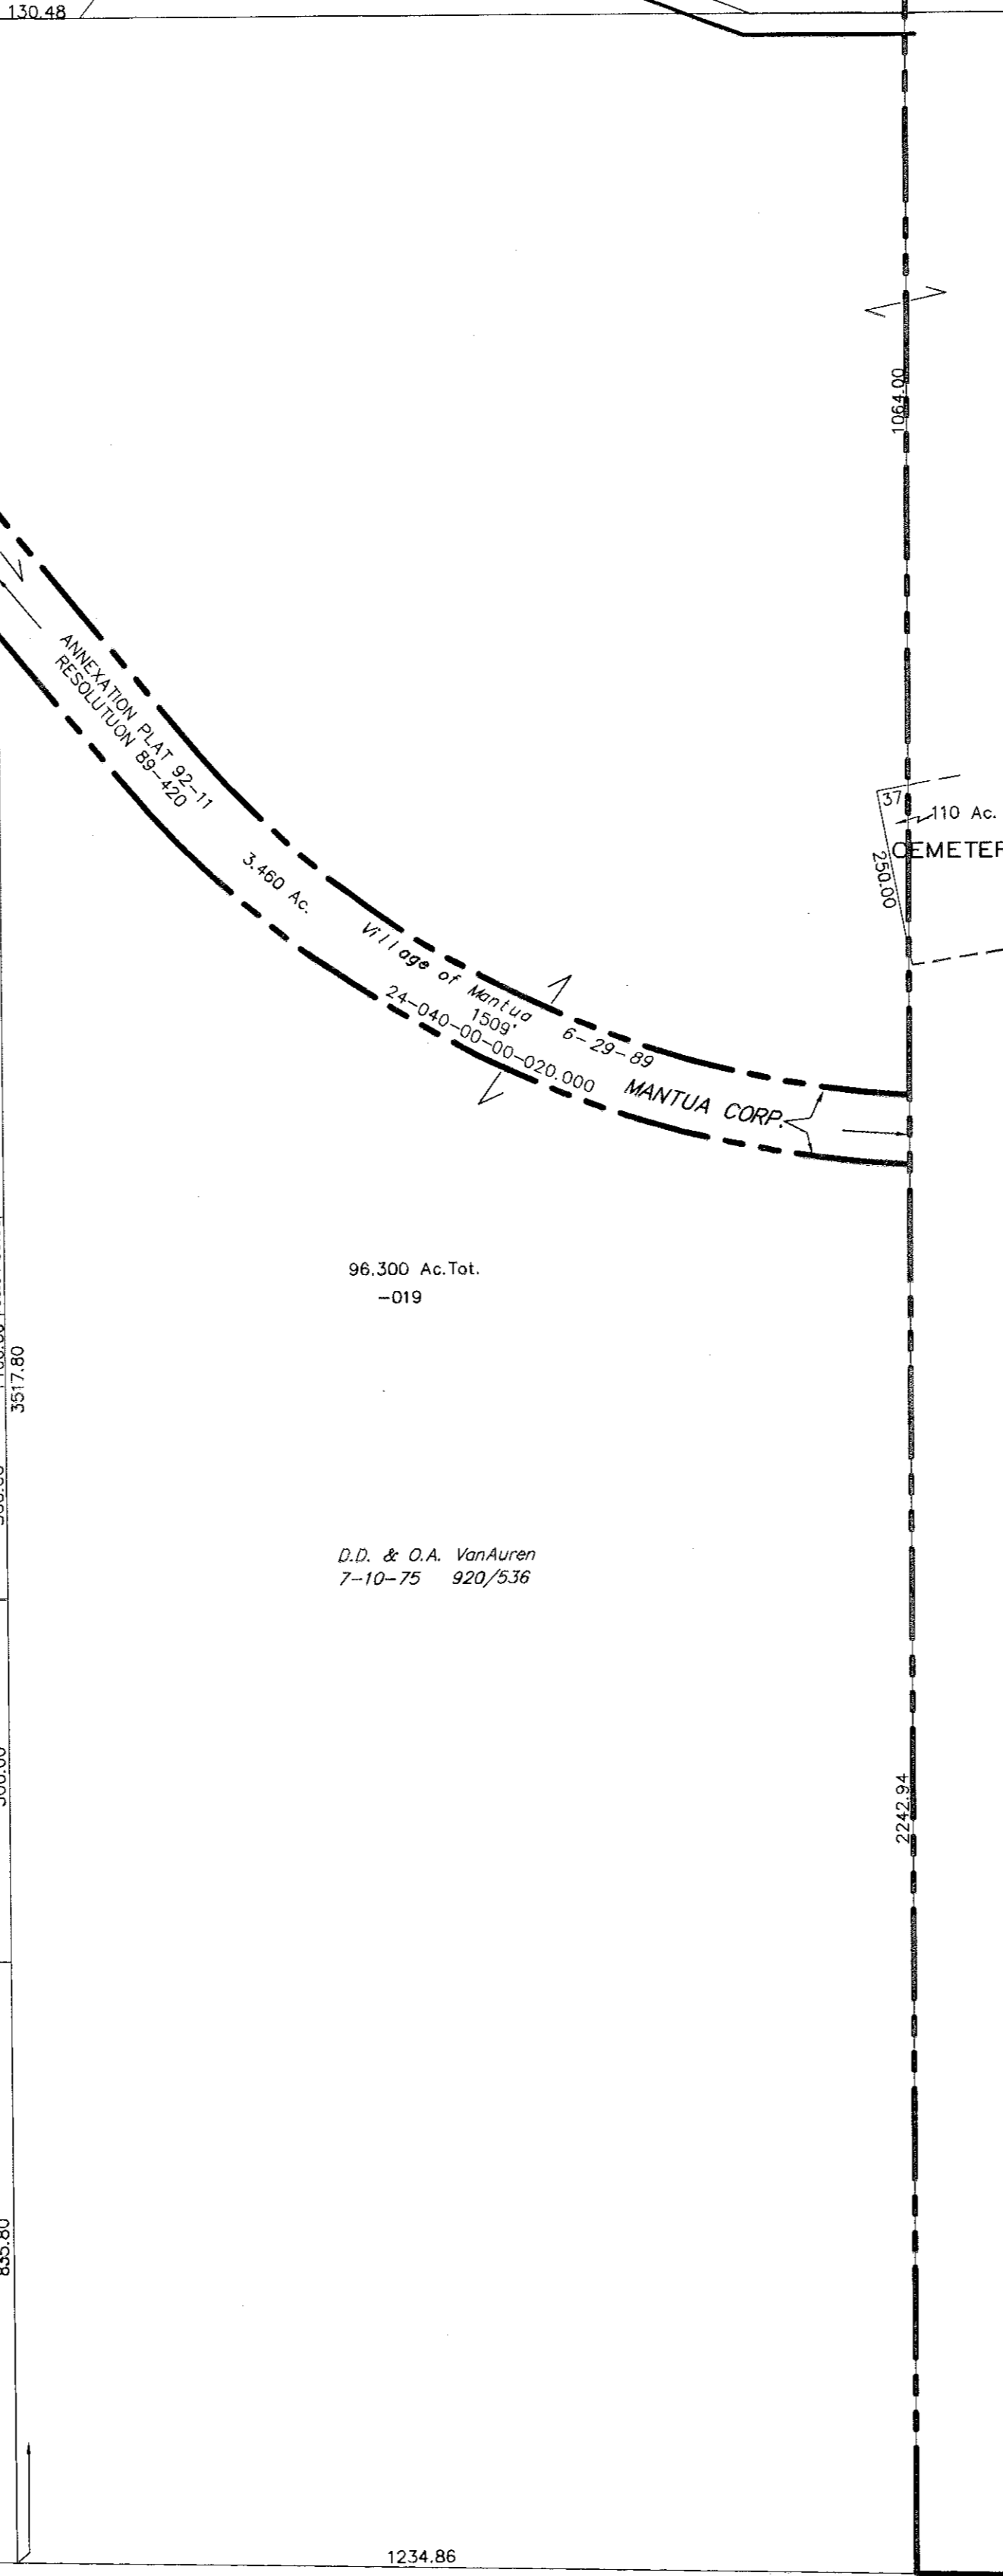 130.48
1064.00
ANNEXATION PLAT 92-11
RESOLUTUON 89-420
37
110 Ac.
CEMETER
250.00
3.460 Ac.
Village of Mantua 6-29-89
1509'
24-040-00-00-020.000 MANTUA CORP.
96.300 Ac.Tot.
-019
3517.80
D.D. & O.A. VanAuren
7-10-75 920/536
2242.94
835.80
1234.86